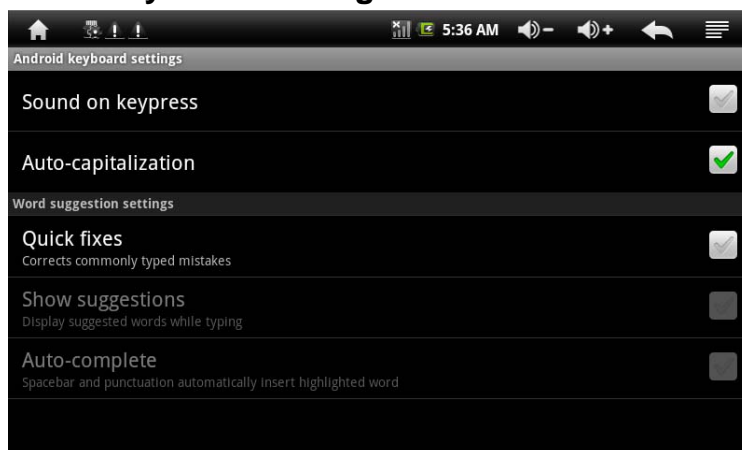 5:36 AM
Android keyboard settings
Sound on keypress
Auto-capitalization
Word suggestion settings
Quick fixes
Corrects commonly typed mistakes
Show suggestions
Display suggested words while typing
Auto-complete
Spacebar and punctuation automatically insert highlighted word